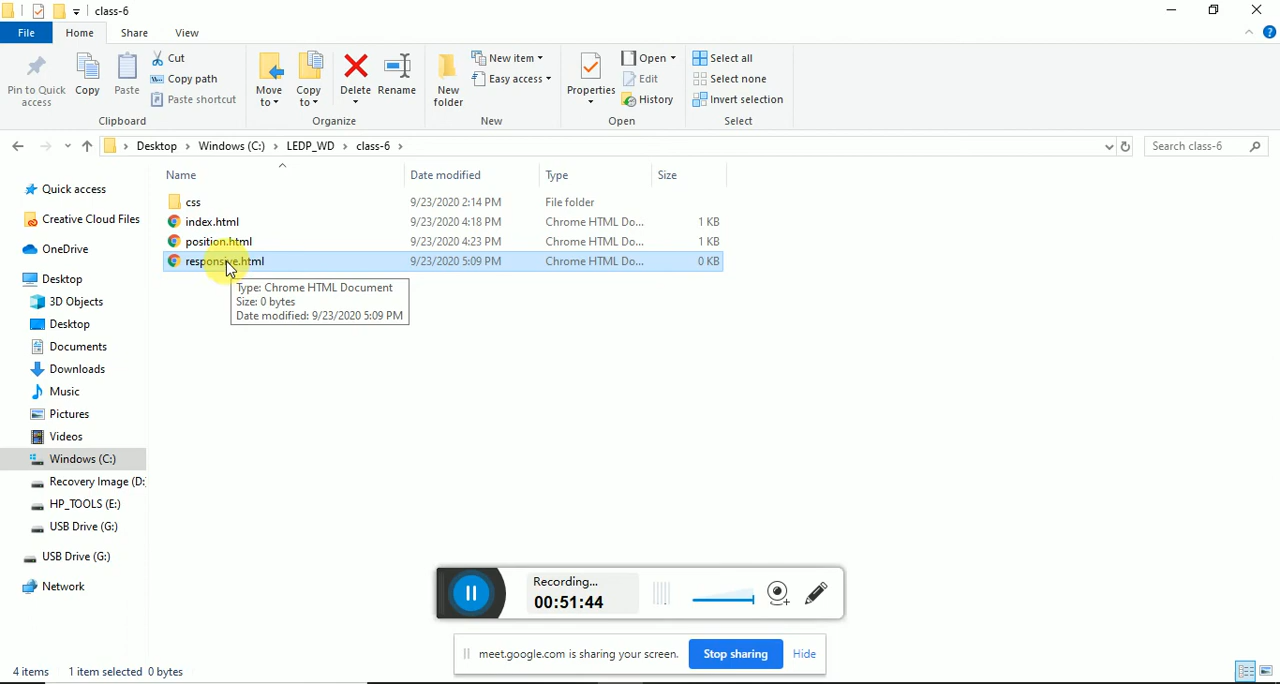 class-6
File Home Share View
Pin to Quick access
Copy
Paste
Cut
Copy path
Paste shortcut
Clipboard
Move to
Copy to
Delete
Rename
Organize
New folder
New item
Easy access
New
Properties
Open
Edit
History
Open
Select all
Select none
Invert selection
Select
Desktop Windows (C:) LEDP_WD class-6
Search class-6
Name Date modified Type Size
css 9/23/2020 2:14 PM File folder
index.html 9/23/2020 4:18 PM Chrome HTML Do... 1 KB
position.html 9/23/2020 4:23 PM Chrome HTML Do... 1 KB
responsive.html 9/23/2020 5:09 PM Chrome HTML Do... 0 KB
Type: Chrome HTML Document
Size: 0 bytes
Date modified: 9/23/2020 5:09 PM
Quick access
Creative Cloud Files
OneDrive
Desktop
3D Objects
Desktop
Documents
Downloads
Music
Pictures
Videos
Windows (C:)
Recovery Image (D:
HP_TOOLS (E:)
USB Drive (G:)
USB Drive (G:)
Network
Recording...
00:51:44
meet.google.com is sharing your screen. Stop sharing Hide
4 items 1 item selected 0 bytes